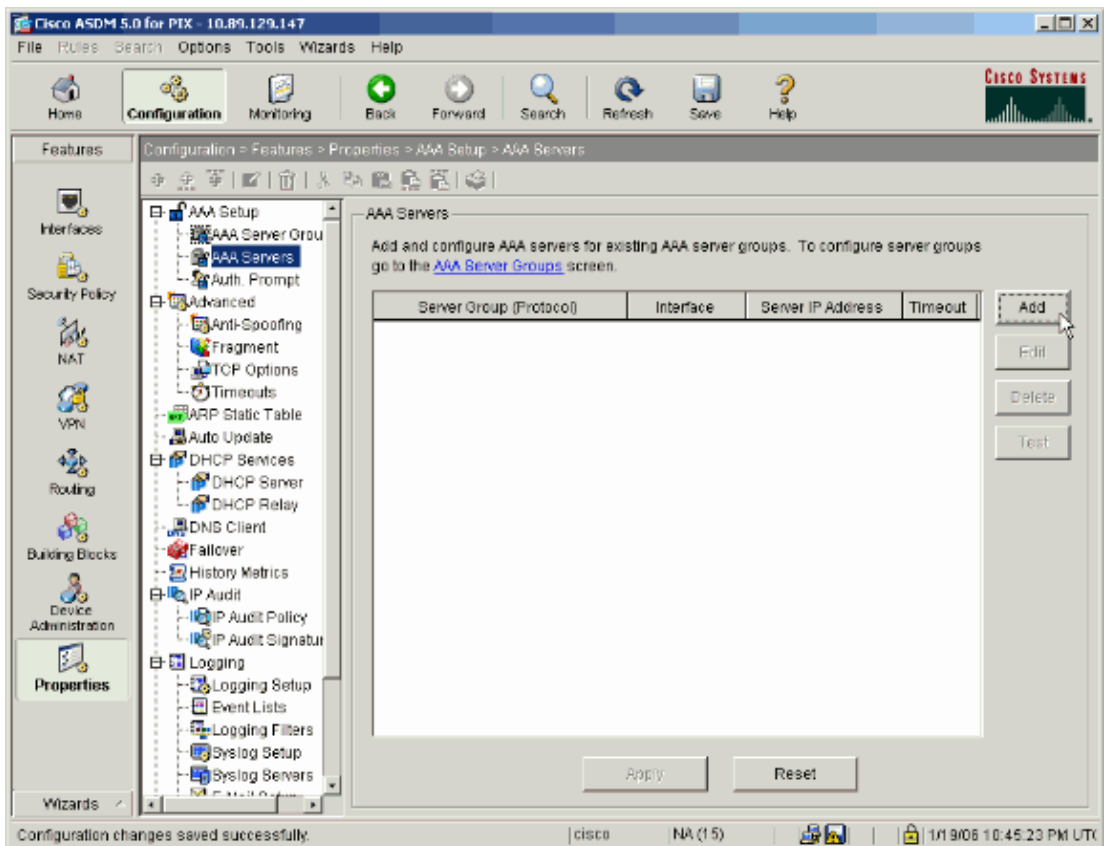 Cisco ASDM 5.0 for PIX - 10.89.129.147
File Rules Search Options Tools Wizards Help
Home Configuration Monitoring Back Forward Search Refresh Save Help
CISCO SYSTEMS
Features
Configuration > Features > Properties > AAA Setup > AAA Servers
Interfaces
Security Policy
NAT
VPN
Routing
Building Blocks
Device
Administration
Properties
Wizards
AAA Setup
AAA Server Grou
AAA Servers
Auth. Prompt
Advanced
Anti-Spoofing
Fragment
TCP Options
Timeouts
ARP Static Table
Auto Update
DHCP Services
DHCP Server
DHCP Relay
DNS Client
Failover
History Metrics
IP Audit
IP Audit Policy
IP Audit Signatur
Logging
Logging Setup
Event Lists
Logging Filters
Syslog Setup
Syslog Servers
AAA Servers
Add and configure AAA servers for existing AAA server groups. To configure server groups
go to the AAA Server Groups screen.
Server Group (Protocol) Interface Server IP Address Timeout
Add
Edit
Delete
Test
Apply Reset
Configuration changes saved successfully. cisco NA (15) 1/19/06 10:45:23 PM UTC